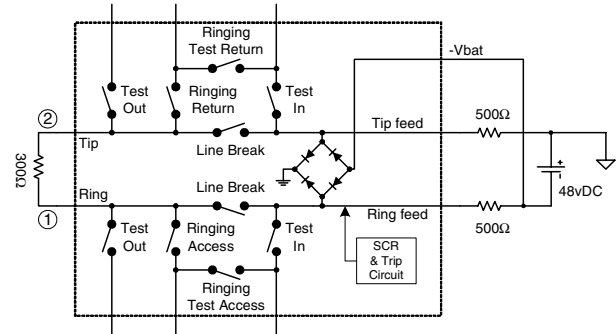 Ringing
Test Return
-Vbat
Test
Out
Ringing
Return
Test
In
500Ω
②
Tip feed
Tip
Line Break
+
300Ω
48vDC
Line Break
Ring
①
Ring feed
500Ω
Test
Out
Ringing
Access
Test
In
SCR
& Trip
Circuit
Ringing
Test Access